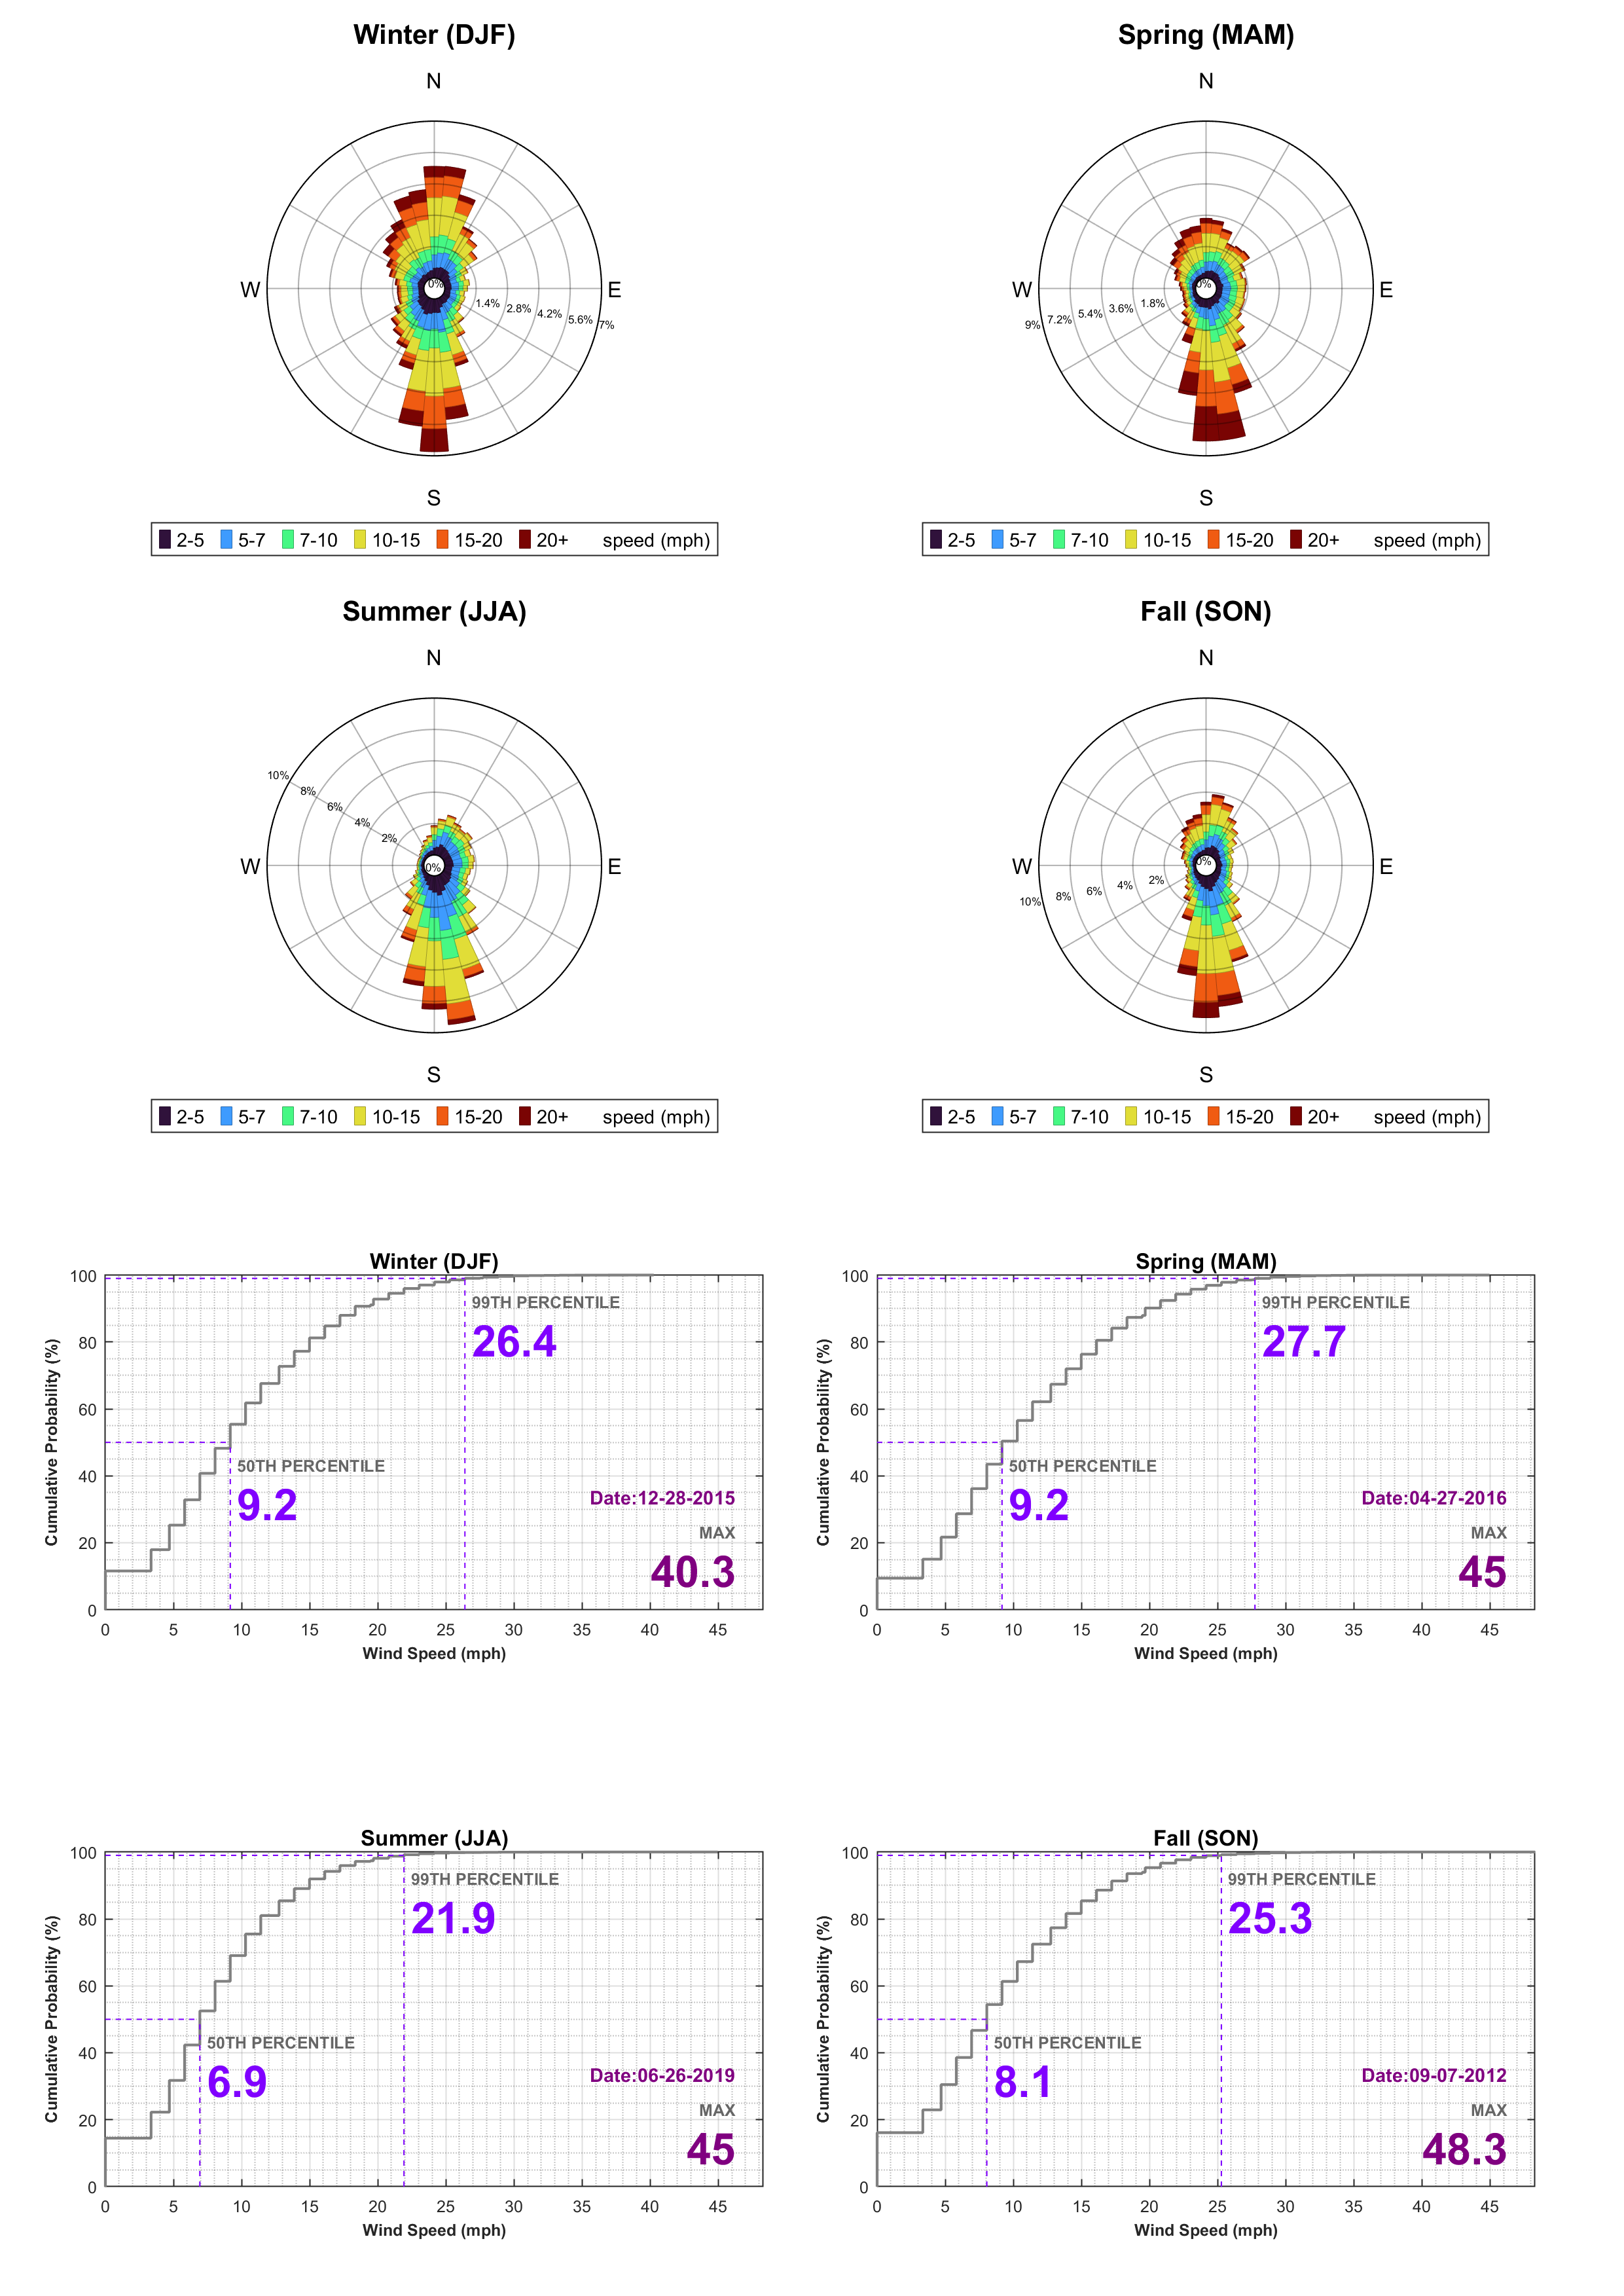 Winter (DJF)
N
W
E
0%
1.4%
2.8%
4.2%
5.6%
7%
S
2-5 5-7 7-10 10-15 15-20 20+ speed (mph)
Spring (MAM)
N
W
E
0%
1.8%
3.6%
5.4%
7.2%
9%
S
2-5 5-7 7-10 10-15 15-20 20+ speed (mph)
Summer (JJA)
N
10%
8%
6%
4%
2%
0%
W
E
S
2-5 5-7 7-10 10-15 15-20 20+ speed (mph)
Fall (SON)
N
W
E
0%
2%
4%
6%
8%
10%
S
2-5 5-7 7-10 10-15 15-20 20+ speed (mph)
Winter (DJF)
Cumulative Probability (%)
100
80
60
40
20
0
99TH PERCENTILE
26.4
50TH PERCENTILE
9.2
Date:12-28-2015
MAX
40.3
0 5 10 15 20 25 30 35 40 45
Wind Speed (mph)
Spring (MAM)
Cumulative Probability (%)
100
80
60
40
20
0
99TH PERCENTILE
27.7
50TH PERCENTILE
9.2
Date:04-27-2016
MAX
45
0 5 10 15 20 25 30 35 40 45
Wind Speed (mph)
Summer (JJA)
Cumulative Probability (%)
100
80
60
40
20
0
99TH PERCENTILE
21.9
50TH PERCENTILE
6.9
Date:06-26-2019
MAX
45
0 5 10 15 20 25 30 35 40 45
Wind Speed (mph)
Fall (SON)
Cumulative Probability (%)
100
80
60
40
20
0
99TH PERCENTILE
25.3
50TH PERCENTILE
8.1
Date:09-07-2012
MAX
48.3
0 5 10 15 20 25 30 35 40 45
Wind Speed (mph)